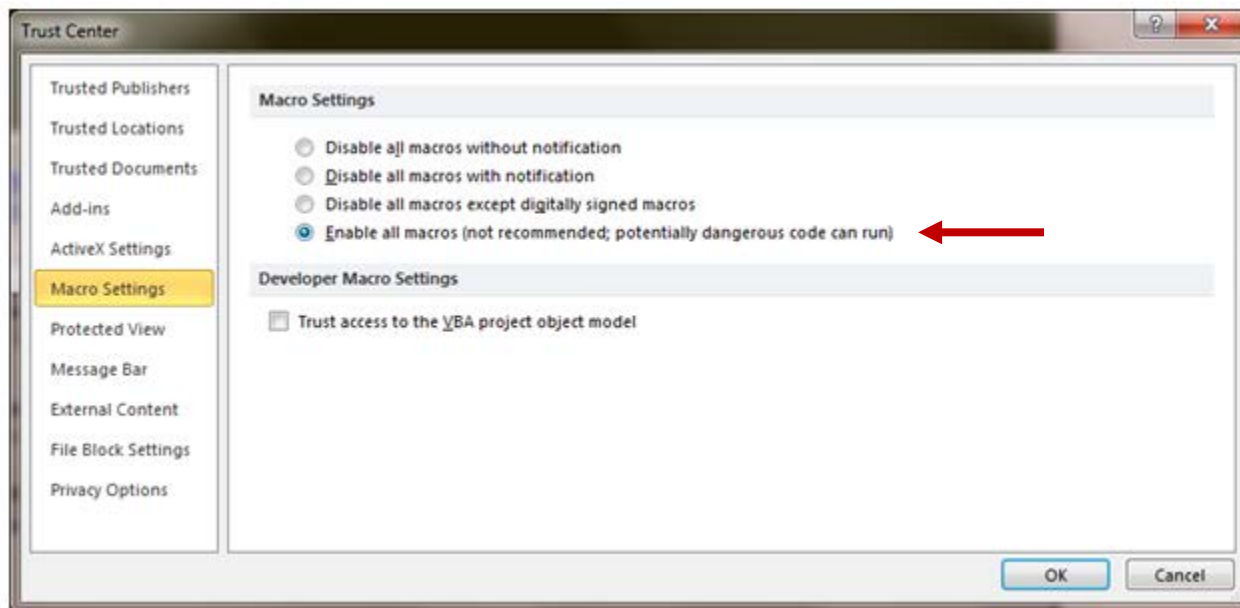 Trust Center
Trusted Publishers
Trusted Locations
Trusted Documents
Add-ins
ActiveX Settings
Macro Settings
Protected View
Message Bar
External Content
File Block Settings
Privacy Options
Macro Settings
Disable all macros without notification
Disable all macros with notification
Disable all macros except digitally signed macros
Enable all macros (not recommended; potentially dangerous code can run)
Developer Macro Settings
Trust access to the VBA project object model
OK
Cancel